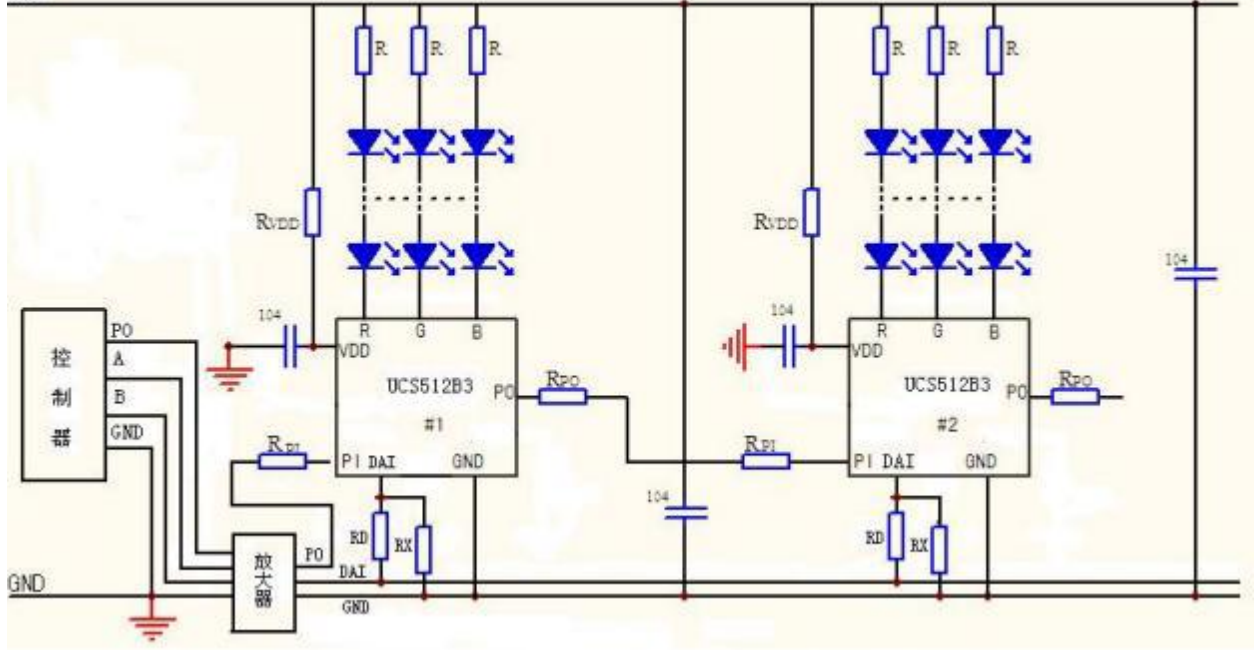 R R R R R R
RVDD RVDD
104
104 104
控制器
PO
A
B
GND
R G B
VDD
UCS512B3
#1
PO
PI DAI GND
RPO
RPI
R G B
VDD
UCS512B3
#2
PO
PI DAI GND
RPO
RPI
104
RD RX RD RX
放大器
PO
DAI
GND
GND